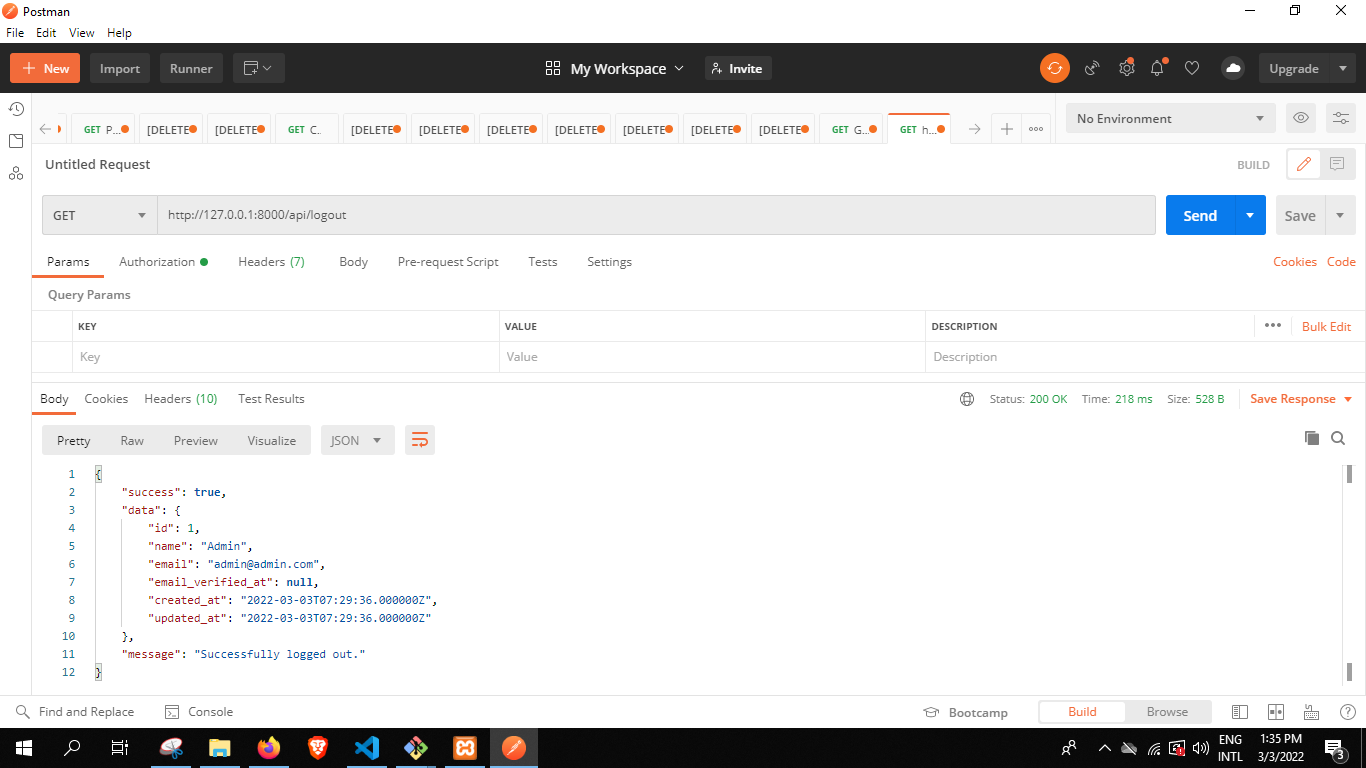 Postman
File Edit View Help
+ New Import Runner My Workspace Invite Upgrade
GET P... [DELETE [DELETE GET C.. [DELETE [DELETE [DELETE [DELETE [DELETE [DELETE [DELETE GET G... GET h... No Environment
Untitled Request BUILD
GET http://127.0.0.1:8000/api/logout Send Save
Params Authorization Headers (7) Body Pre-request Script Tests Settings Cookies Code
Query Params
KEY VALUE DESCRIPTION Bulk Edit
Key Value Description
Body Cookies Headers (10) Test Results Status: 200 OK Time: 218 ms Size: 528 B Save Response
Pretty Raw Preview Visualize JSON
1 {
2 "success": true,
3 "data": {
4 "id": 1,
5 "name": "Admin",
6 "email": "admin@admin.com",
7 "email_verified_at": null,
8 "created_at": "2022-03-03T07:29:36.000000Z",
9 "updated_at": "2022-03-03T07:29:36.000000Z"
10 },
11 "message": "Successfully logged out."
12 }
Find and Replace Console Bootcamp Build Browse
ENG 1:35 PM
INTL 3/3/2022 3